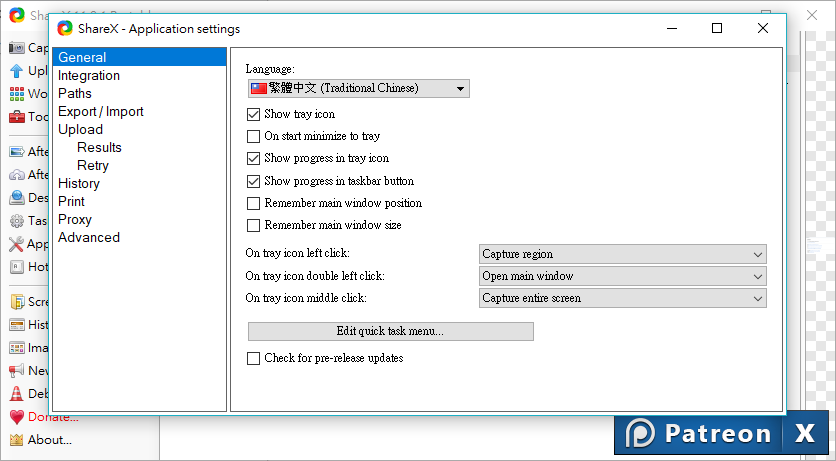 ShareX - Application settings
General
Integration
Paths
Export / Import
Upload
Results
Retry
History
Print
Proxy
Advanced
Language:
繁體中文 (Traditional Chinese)
Show tray icon
On start minimize to tray
Show progress in tray icon
Show progress in taskbar button
Remember main window position
Remember main window size
On tray icon left click:
Capture region
On tray icon double left click:
Open main window
On tray icon middle click:
Capture entire screen
Edit quick task menu...
Check for pre-release updates
Cap
Upl
Wo
Too
Afte
Afte
Des
Tas
App
Hot
Scre
Hist
Ima
New
Deb
Donate...
About...
Patreon X